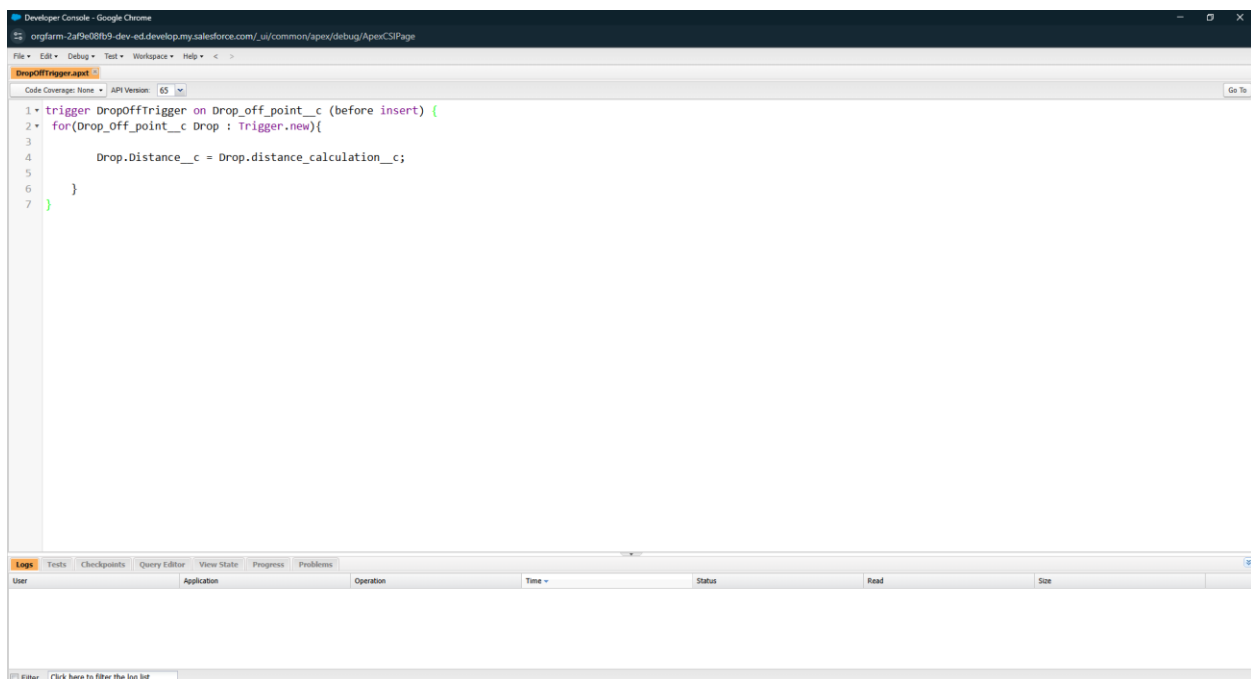 Developer Console - Google Chrome
orgfarm-2af9e08fb9-dev-ed.develop.my.salesforce.com/_ui/common/apex/debug/ApexCSIPage
File Edit Debug Test Workspace Help < >
DropOffTrigger.apxt
Code Coverage: None API Version: 65 Go To
1 trigger DropOffTrigger on Drop_off_point__c (before insert) {
2 for(Drop_Off_point__c Drop : Trigger.new){
3
4 Drop.Distance__c = Drop.distance_calculation__c;
5
6 }
7 }
Logs Tests Checkpoints Query Editor View State Progress Problems
User Application Operation Time Status Read Size
Filter Click here to filter the log list